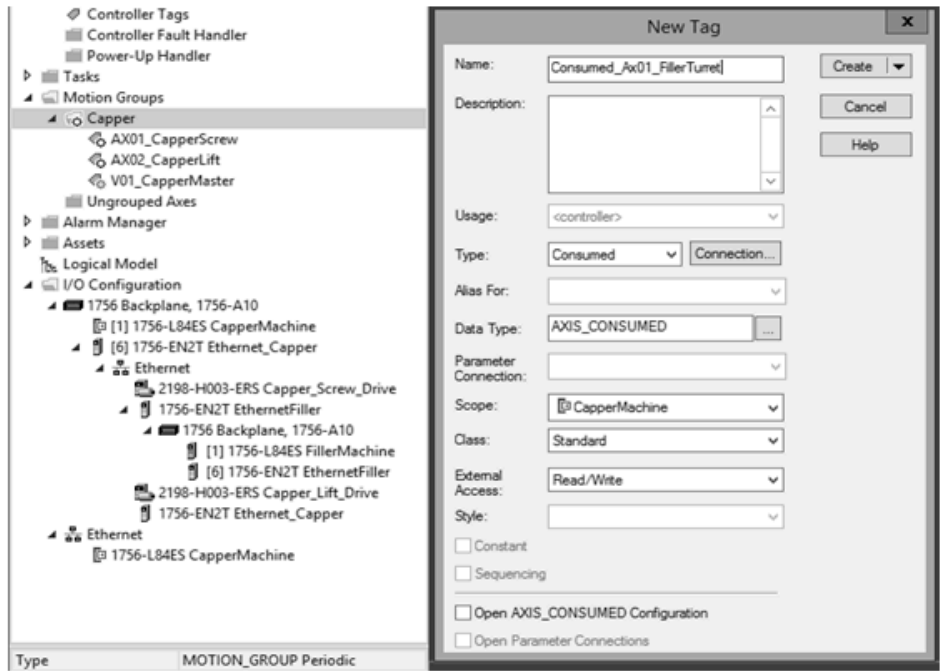 Controller Tags
Controller Fault Handler
Power-Up Handler
Tasks
Motion Groups
Capper
AX01_CapperScrew
AX02_CapperLift
V01_CapperMaster
Ungrouped Axes
Alarm Manager
Assets
Logical Model
I/O Configuration
1756 Backplane, 1756-A10
[1] 1756-L84ES CapperMachine
[6] 1756-EN2T Ethernet_Capper
Ethernet
2198-H003-ERS Capper_Screw_Drive
1756-EN2T EthernetFiller
1756 Backplane, 1756-A10
[1] 1756-L84ES FillerMachine
[6] 1756-EN2T EthernetFiller
2198-H003-ERS Capper_Lift_Drive
1756-EN2T Ethernet_Capper
Ethernet
1756-L84ES CapperMachine
Type MOTION_GROUP Periodic
New Tag x
Name: Consumed_Ax01_FillerTurret Create
Description: Cancel
Help
Usage: <controller>
Type: Consumed Connection...
Alias For:
Data Type: AXIS_CONSUMED ...
Parameter
Connection:
Scope: CapperMachine
Class: Standard
External
Access: Read/Write
Style:
Constant
Sequencing
Open AXIS_CONSUMED Configuration
Open Parameter Connections